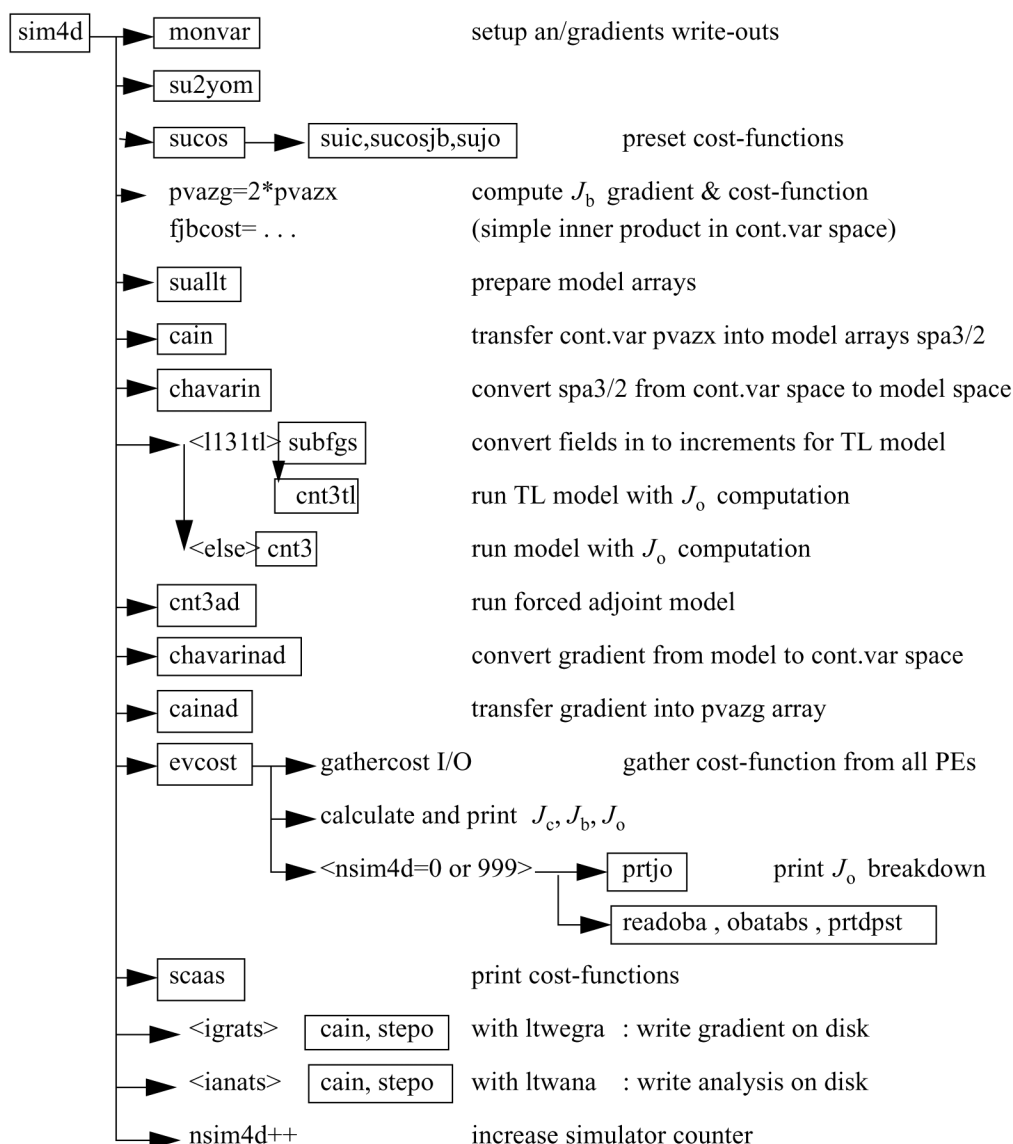 sim4d monvar setup an/gradients write-outs
su2yom
sucos suic,sucosjb,sujo preset cost-functions
pvazg=2*pvazx compute J_b gradient & cost-function
fjbcost= . . . (simple inner product in cont.var space)
suallt prepare model arrays
cain transfer cont.var pvazx into model arrays spa3/2
chavarin convert spa3/2 from cont.var space to model space
<l131tl> subfgs convert fields in to increments for TL model
cnt3tl run TL model with J_o computation
<else> cnt3 run model with J_o computation
cnt3ad run forced adjoint model
chavarinad convert gradient from model to cont.var space
cainad transfer gradient into pvazg array
evcost gathercost I/O gather cost-function from all PEs
calculate and print J_c, J_b, J_o
<nsim4d=0 or 999> prtjo print J_o breakdown
readoba , obatabs , prtdpst
scaas print cost-functions
<igrats> cain, stepo with ltwegra : write gradient on disk
<ianats> cain, stepo with ltwana : write analysis on disk
nsim4d++ increase simulator counter